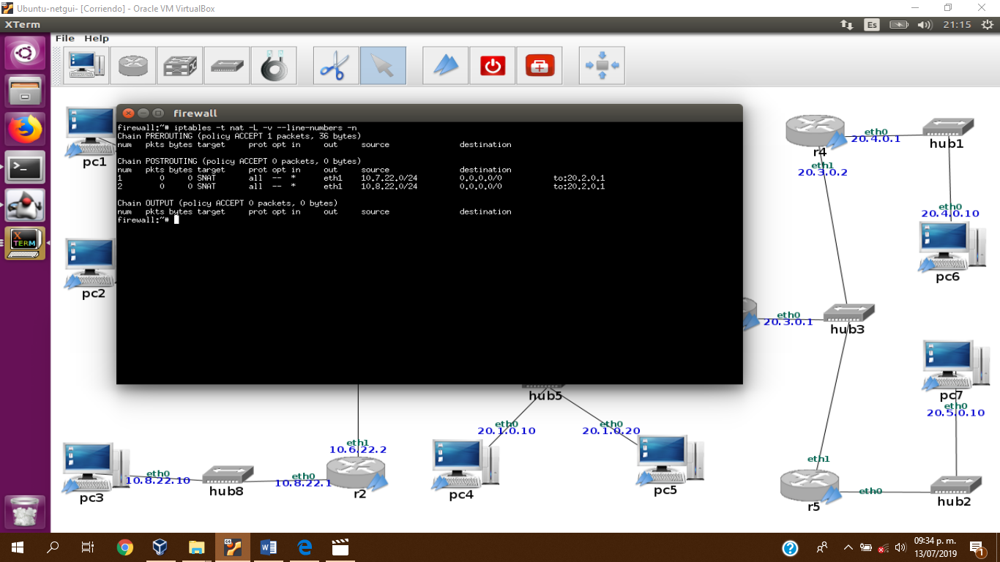 Ubuntu-netgui- [Corriendo] - Oracle VM VirtualBox
XTerm
Es
21:15
File Help
firewall
firewall:~# iptables -t nat -L -v --line-numbers -n
Chain PREROUTING (policy ACCEPT 1 packets, 36 bytes)
num pkts bytes target prot opt in out source destination
Chain POSTROUTING (policy ACCEPT 0 packets, 0 bytes)
num pkts bytes target prot opt in out source destination
1 0 0 SNAT all -- * eth1 10.7.22.0/24 0.0.0.0/0 to:20.2.0.1
2 0 0 SNAT all -- * eth1 10.8.22.0/24 0.0.0.0/0 to:20.2.0.1
Chain OUTPUT (policy ACCEPT 0 packets, 0 bytes)
num pkts bytes target prot opt in out source destination
firewall:~#
pc1
pc2
X
TERM
r4
eth0
20.4.0.1
hub1
eth1
20.3.0.2
eth0
20.4.0.10
pc6
eth0
20.3.0.1
hub3
pc7
eth0
20.5.0.10
hub5
eth0
20.1.0.10
eth0
20.1.0.20
eth1
10.6.22.2
eth1
pc3
eth0
10.8.22.10
hub8
eth0
10.8.22.1
r2
pc4
pc5
r5
eth0
hub2
09:34 p. m.
13/07/2019
1